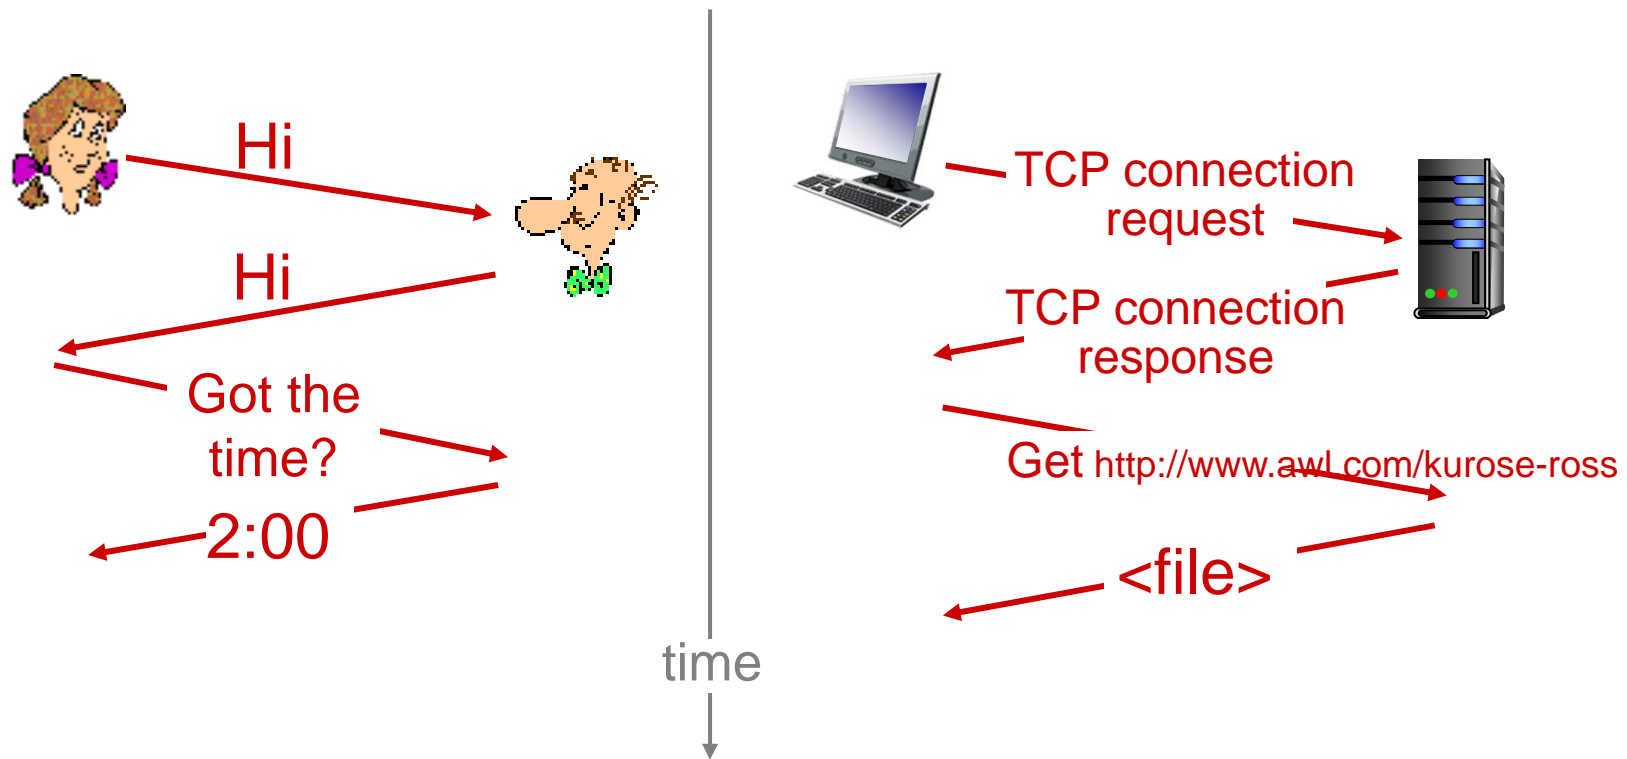 Hi
Hi
Got the
time?
2:00
TCP connection
request
TCP connection
response
Get http://www.awl.com/kurose-ross
<file>
time